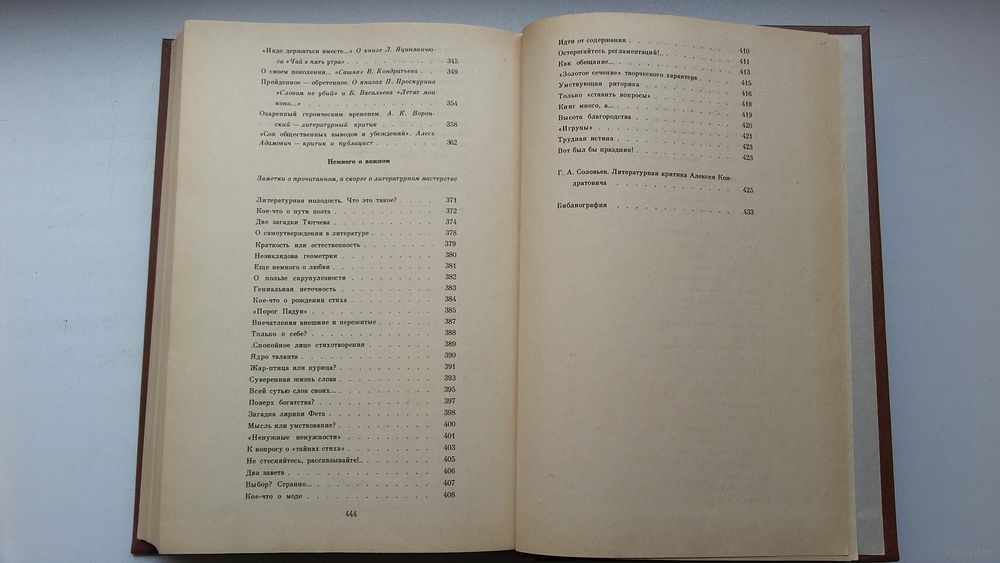 «Надо держаться вместе...» О книге Л. Яцинявичю-
са «Чай в пять утра» . . . . . . . . 345
О своем поколении... «Сашка» В. Кондратьева . 349
Пройденное — обретенное. О книгах П. Проскурина
«Словом не убий» и Б. Васильева «Летят мои
кони...» . . . . . . . . . . . 354
Озаренный героическим временем. А. К. Ворон-
ский — литературный критик . . . . . 358
«Сок общественных выводов и убеждений». Алесь
Адамович — критик и публицист . . . . 362
Немного о важном
Заметки о прочитанном, а скорее о литературном мастерстве
Литературная молодость. Что это такое? . . . 371
Кое-что о пути поэта . . . . . . . . 372
Две загадки Тютчева . . . . . . . . 374
О самоутверждении в литературе . . . . . 378
Краткость или естественность . . . . . . 379
Неэвклидова геометрия . . . . . . . 380
Еще немного о любви . . . . . . . . 381
О пользе скрупулезности . . . . . . . 382
Гениальная неточность . . . . . . . 383
Кое-что о рождения стиха . . . . . . . 384
«Порог Падун» . . . . . . . . . 385
Впечатления внешние и пережитые . . . . . 387
Только о себе? . . . . . . . . . 388
Спокойное лицо стихотворения . . . . . . 389
Ядро таланта . . . . . . . . . . 390
Жар-птица или курица? . . . . . . . 391
Суверенная жизнь слова . . . . . . . 393
Всей сутью слов своих... . . . . . . . 395
Поверх богатства? . . . . . . . . . 397
Загадка лирики Фета . . . . . . . . 398
Мысль или умствование? . . . . . . . 400
«Ненужные ненужности» . . . . . . . 401
К вопросу о «тайнах стиха» . . . . . . 403
Не стесняйтесь, рассказывайте!.. . . . . . 405
Два завета . . . . . . . . . . . 406
Выбор? Странно... . . . . . . . . . 407
Кое-что о моде . . . . . . . . . . 408
444
Идти от содержания . . . . . . . . 410
Остерегайтесь регламентаций!.. . . . . . 411
Как обещание... . . . . . . . . . 413
«Золотое сечение» творческого характера . . . 415
Умствующая риторика . . . . . . . . 416
Только «ставить вопросы» . . . . . . . 418
Книг много, а... . . . . . . . . . 419
Высота благородства . . . . . . . . 420
«Игруны» . . . . . . . . . . . 421
Трудная истина . . . . . . . . . 423
Вот был бы праздник! . . . . . . . . 423
Г. А. Соловьев. Литературная критика Алексея Кон-
дратовича . . . . . . . . . . 425
Библиография . . . . . . . . . . 433